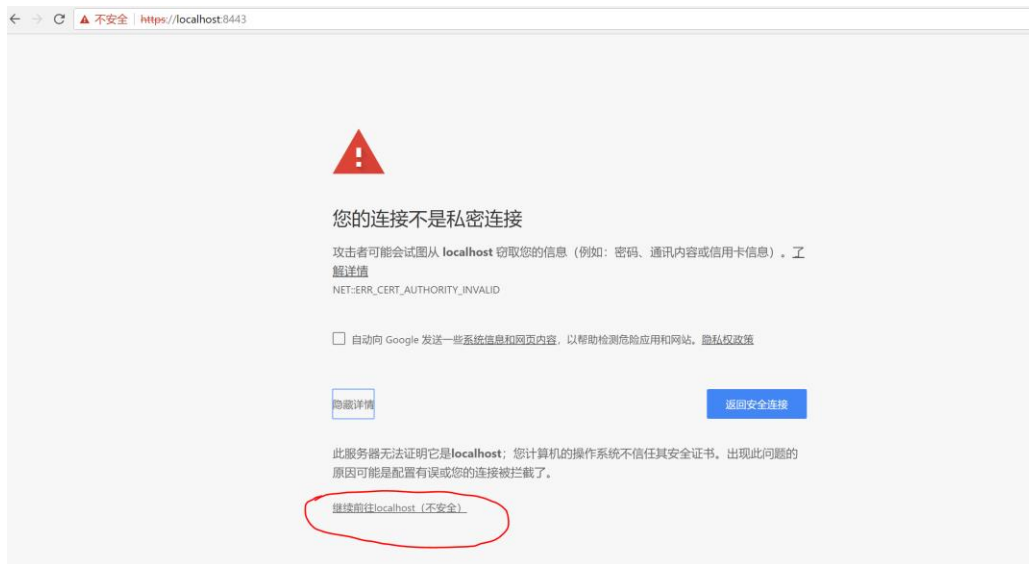 不安全 https://localhost:8443
您的连接不是私密连接
攻击者可能会试图从 localhost 窃取您的信息（例如：密码、通讯内容或信用卡信息）。了
解详情
NET::ERR_CERT_AUTHORITY_INVALID
自动向 Google 发送一些系统信息和网页内容，以帮助检测危险应用和网站。隐私权政策
隐藏详情 返回安全连接
此服务器无法证明它是localhost；您计算机的操作系统不信任其安全证书。出现此问题的
原因可能是配置有误或您的连接被拦截了。
继续前往localhost（不安全）